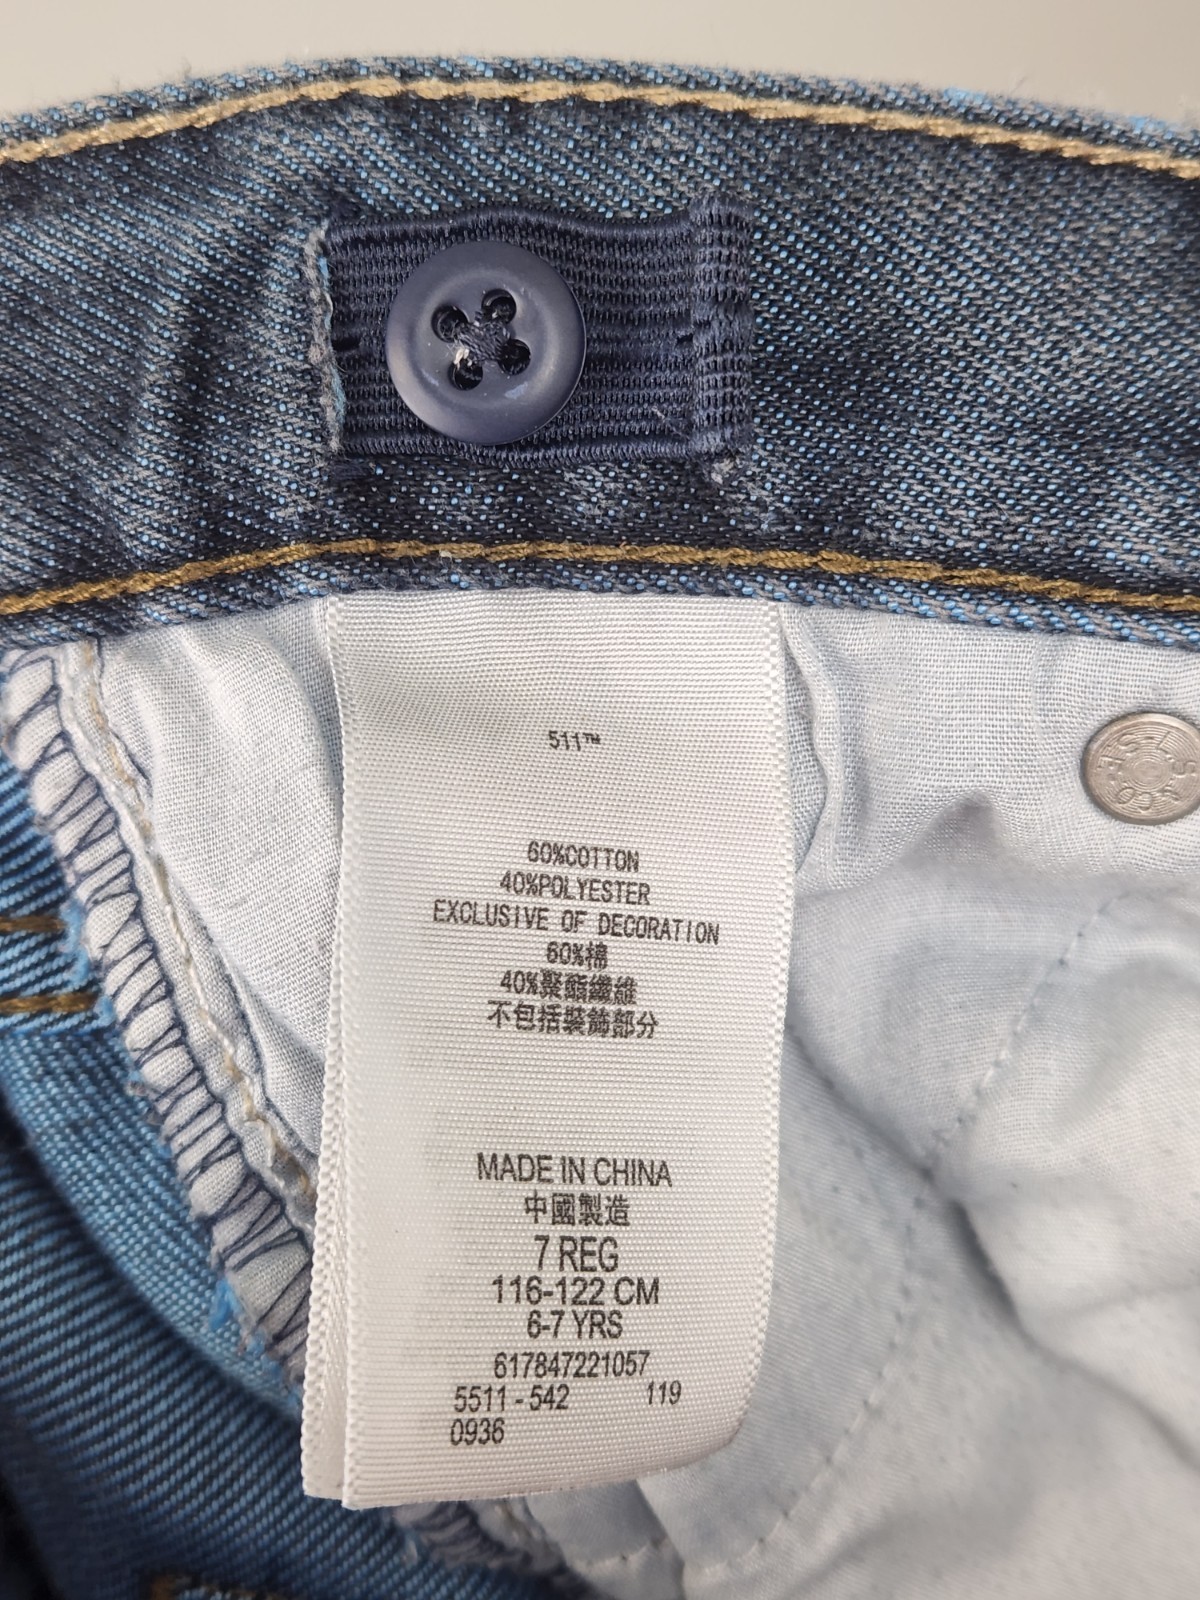 511™
60%COTTON
40%POLYESTER
EXCLUSIVE OF DECORATION
60%棉
40%聚酯纖維
不包括裝飾部分
MADE IN CHINA
中國製造
7 REG
116-122 CM
6-7 YRS
617847221057
5511-542 119
0936